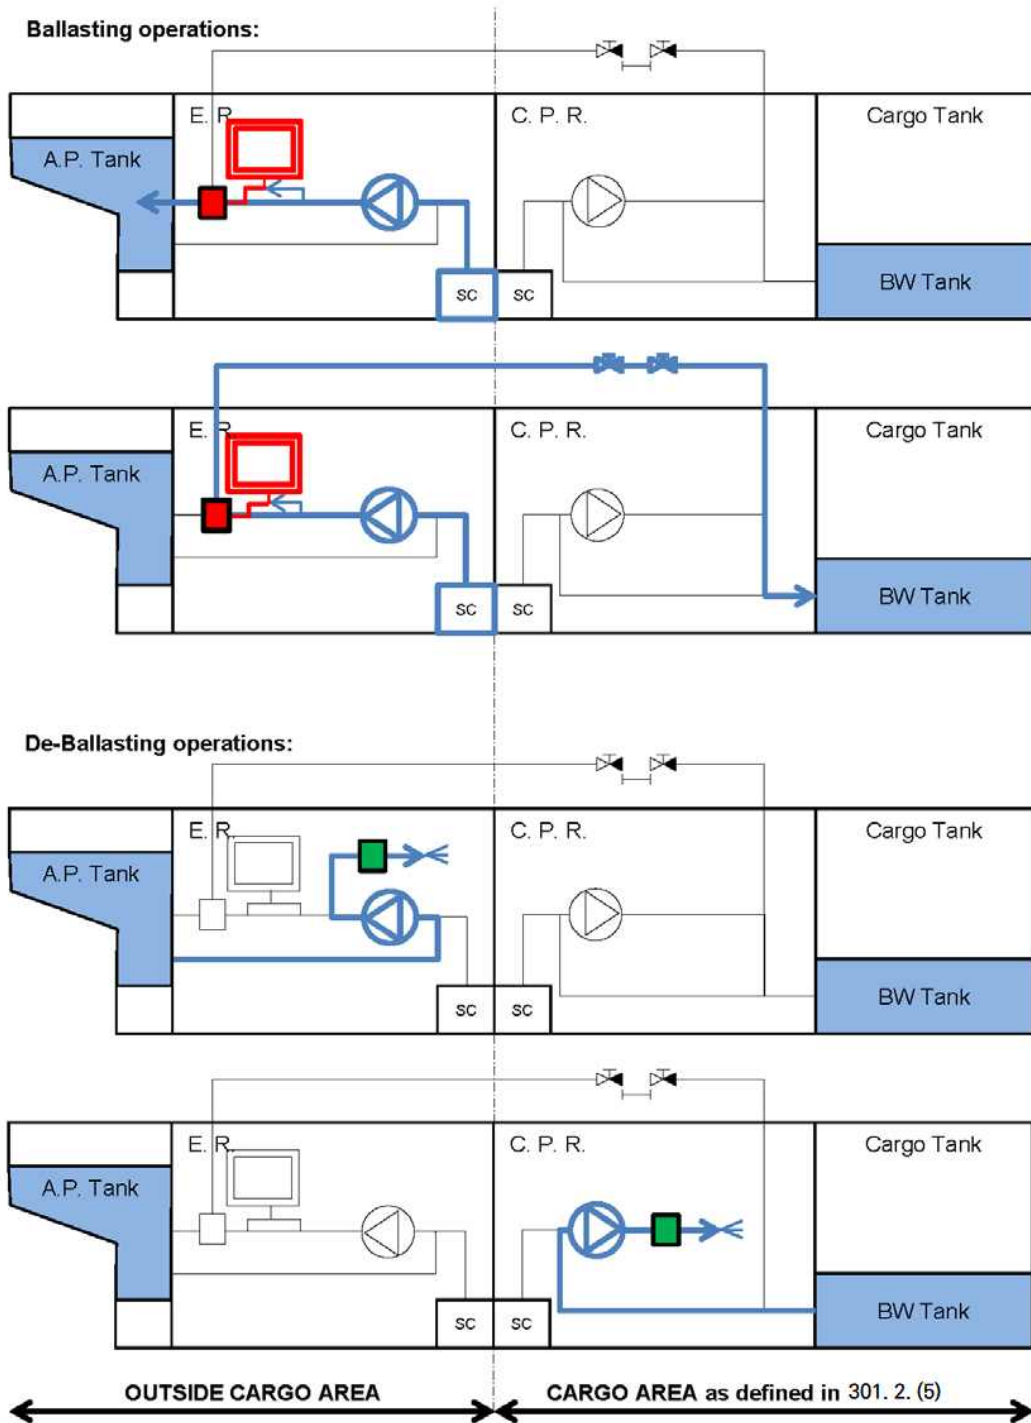 Ballasting operations:
E. R. C. P. R. Cargo Tank
A.P. Tank
BW Tank
SC SC
E. R. C. P. R. Cargo Tank
A.P. Tank
BW Tank
SC SC
De-Ballasting operations:
E. R. C. P. R. Cargo Tank
A.P. Tank
BW Tank
SC SC
E. R. C. P. R. Cargo Tank
A.P. Tank
BW Tank
SC SC
OUTSIDE CARGO AREA CARGO AREA as defined in 301. 2. (5)